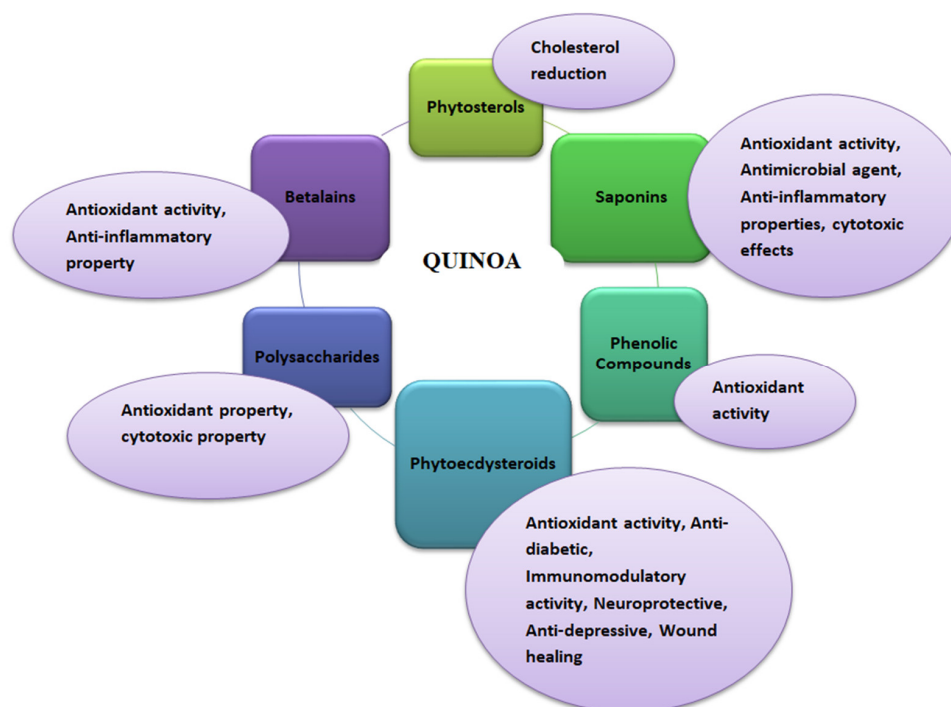 Cholesterol
reduction
Phytosterols
Antioxidant activity,
Antimicrobial agent,
Anti-inflammatory
properties, cytotoxic
effects
Saponins
Betalains
Antioxidant activity,
Anti-inflammatory
property
QUINOA
Phenolic
Compounds
Antioxidant
activity
Polysaccharides
Antioxidant property,
cytotoxic property
Phytoecdysteroids
Antioxidant activity, Anti-
diabetic,
Immunomodulatory
activity, Neuroprotective,
Anti-depressive, Wound
healing